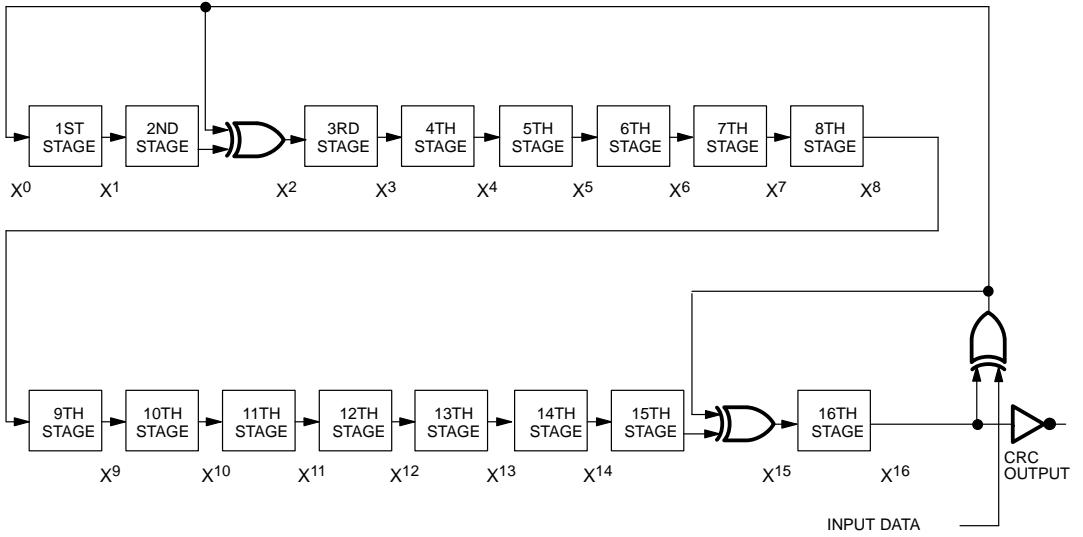 1ST
STAGE
2ND
STAGE
3RD
STAGE
4TH
STAGE
5TH
STAGE
6TH
STAGE
7TH
STAGE
8TH
STAGE
X0
X1
X2
X3
X4
X5
X6
X7
X8
9TH
STAGE
10TH
STAGE
11TH
STAGE
12TH
STAGE
13TH
STAGE
14TH
STAGE
15TH
STAGE
16TH
STAGE
X9
X10
X11
X12
X13
X14
X15
X16
CRC
OUTPUT
INPUT DATA